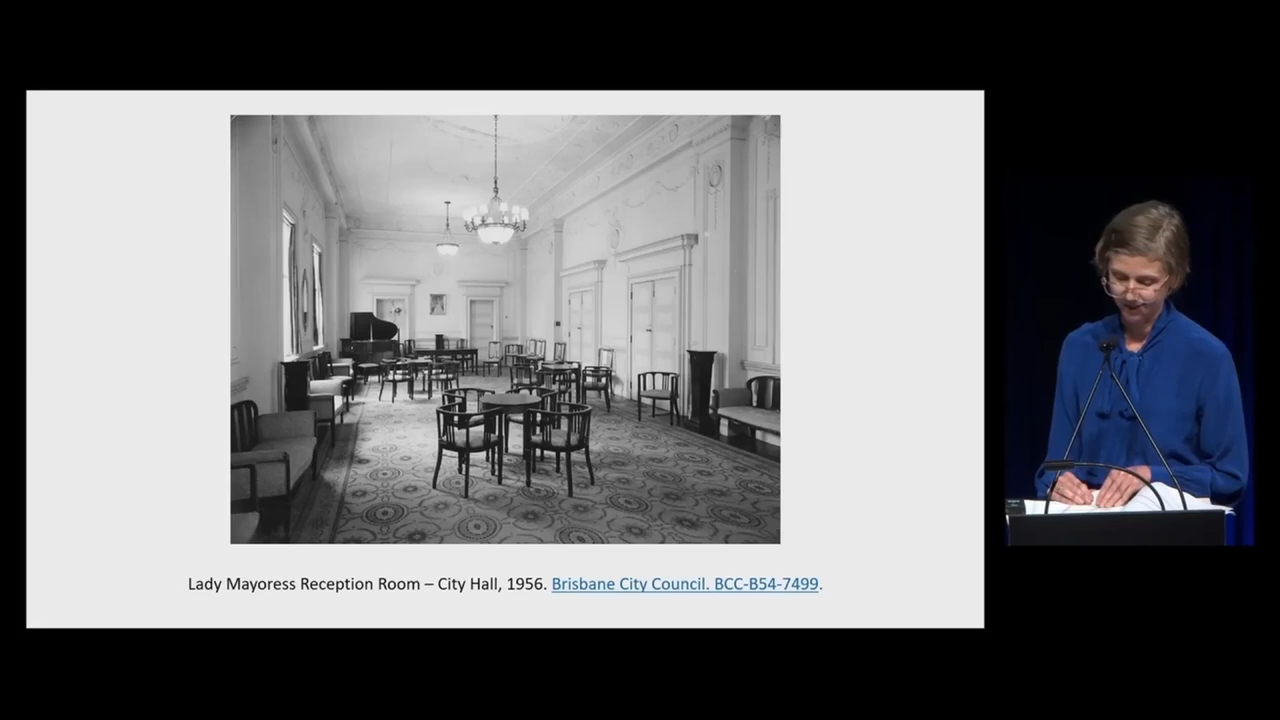 Lady Mayoress Reception Room – City Hall, 1956. Brisbane City Council. BCC-B54-7499.